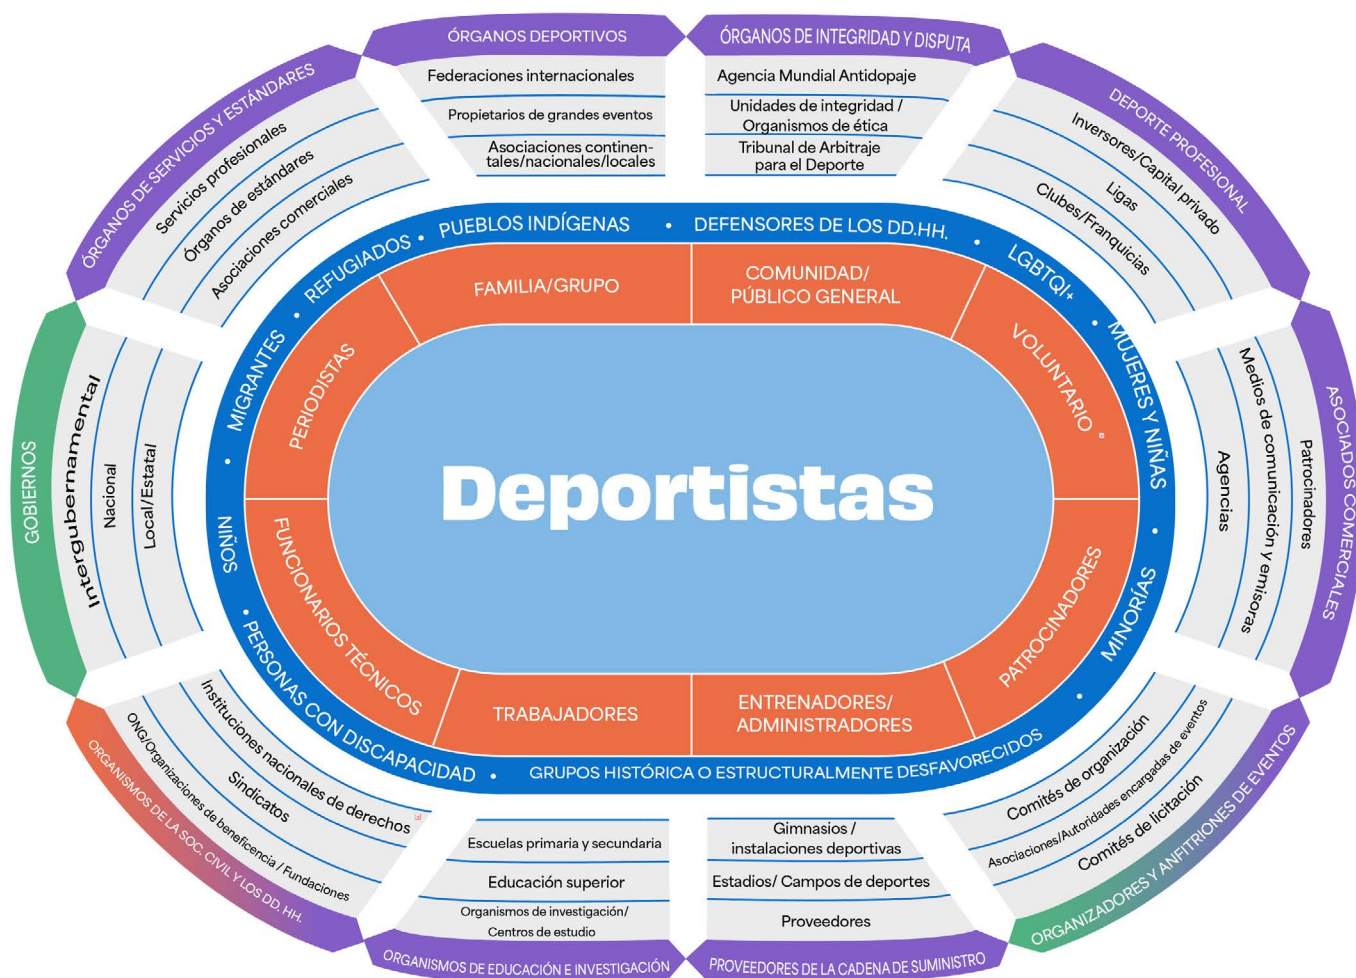 ÓRGANOS DEPORTIVOS
Federaciones internacionales
Propietarios de grandes eventos
Asociaciones continen-
tales/nacionales/locales
ÓRGANOS DE INTEGRIDAD Y DISPUTA
Agencia Mundial Antidopaje
Unidades de integridad /
Organismos de ética
Tribunal de Arbitraje
para el Deporte
DEPORTE PROFESIONAL
Inversores/Capital privado
Ligas
Clubes/Franquicias
ASOCIADOS COMERCIALES
Patrocinadores
Medios de comunicación y emisoras
Agencias
ORGANIZADORES Y ANFITRIONES DE EVENTOS
Comités de organización
Asociaciones/Autoridades encargadas de eventos
Comités de licitación
PROVEEDORES DE LA CADENA DE SUMINISTRO
Gimnasios /
instalaciones deportivas
Estadios/ Campos de deportes
Proveedores
ORGANISMOS DE EDUCACIÓN E INVESTIGACIÓN
Escuelas primaria y secundaria
Educación superior
Organismos de investigación/
Centros de estudio
ORGANISMOS DE LA SOC. CIVIL Y LOS DD. HH.
Instituciones nacionales de derechos
Sindicatos
ONG/Organizaciones de beneficencia / Fundaciones
GOBIERNOS
Intergubernamental
Nacional
Local/Estatal
ÓRGANOS DE SERVICIOS Y ESTÁNDARES
Servicios profesionales
Órganos de estándares
Asociaciones comerciales
PUEBLOS INDÍGENAS
DEFENSORES DE LOS DD.HH.
LGBTQI+
MUJERES Y NIÑAS
MINORÍAS
GRUPOS HISTÓRICA O ESTRUCTURALMENTE DESFAVORECIDOS
PERSONAS CON DISCAPACIDAD
NIÑOS
MIGRANTES
REFUGIADOS
FAMILIA/GRUPO
COMUNIDAD/
PÚBLICO GENERAL
VOLUNTARIO
PATROCINADORES
ENTRENADORES/
ADMINISTRADORES
TRABAJADORES
FUNCIONARIOS TÉCNICOS
PERIODISTAS
Deportistas